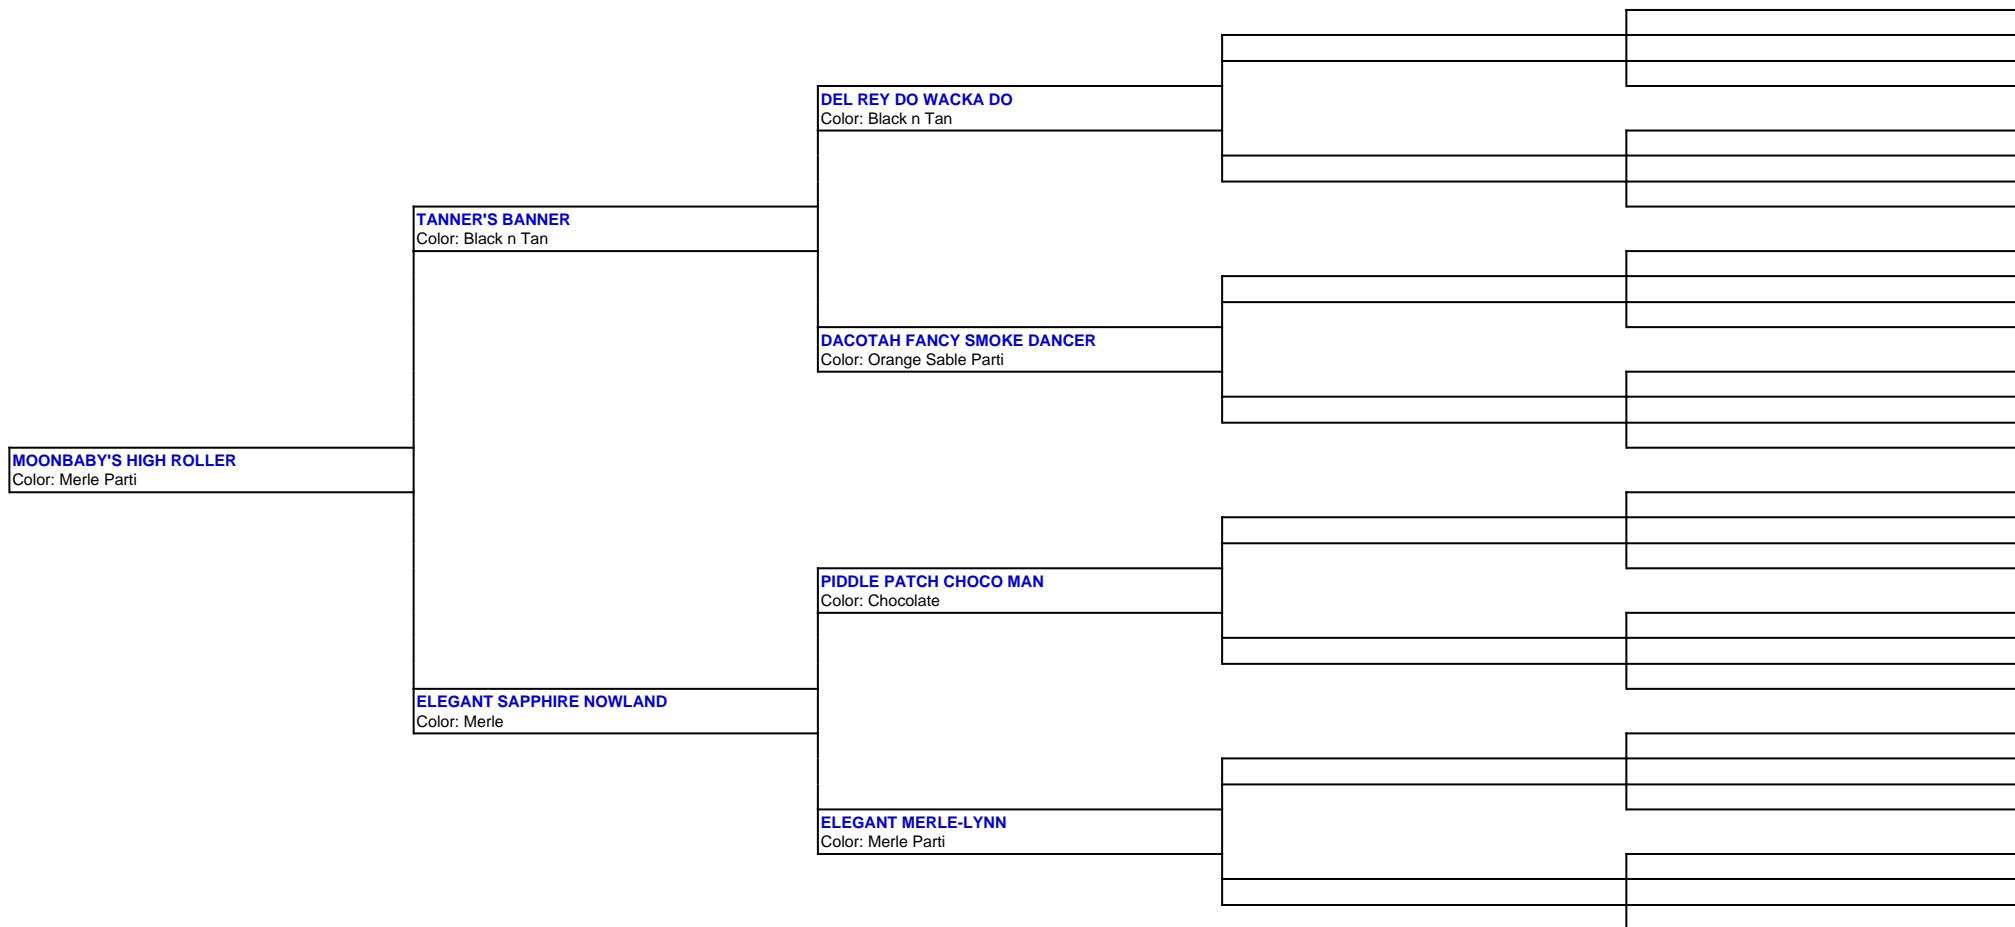 DEL REY DO WACKA DO
Color: Black n Tan
TANNER'S BANNER
Color: Black n Tan
DACOTAH FANCY SMOKE DANCER
Color: Orange Sable Parti
MOONBABY'S HIGH ROLLER
Color: Merle Parti
PIDDLE PATCH CHOCO MAN
Color: Chocolate
ELEGANT SAPPHIRE NOWLAND
Color: Merle
ELEGANT MERLE-LYNN
Color: Merle Parti